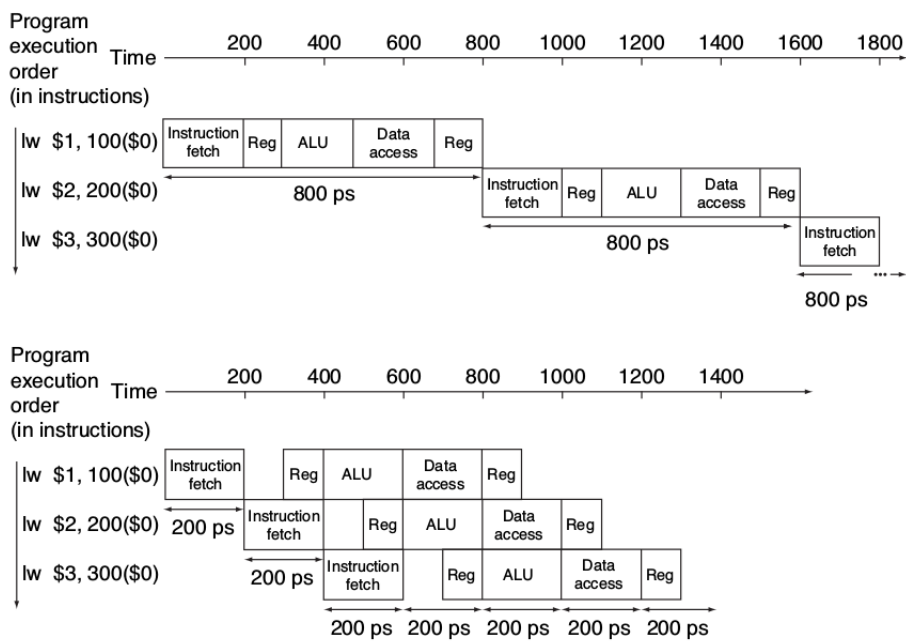 Program
execution
order
(in instructions)
Time
200 400 600 800 1000 1200 1400 1600 1800
lw $1, 100($0)
Instruction
fetch
Reg
ALU
Data
access
Reg
lw $2, 200($0)
800 ps
Instruction
fetch
Reg
ALU
Data
access
Reg
lw $3, 300($0)
800 ps
Instruction
fetch
...
800 ps
Program
execution
order
(in instructions)
Time
200 400 600 800 1000 1200 1400
lw $1, 100($0)
Instruction
fetch
Reg
ALU
Data
access
Reg
lw $2, 200($0)
200 ps
Instruction
fetch
Reg
ALU
Data
access
Reg
lw $3, 300($0)
200 ps
Instruction
fetch
Reg
ALU
Data
access
Reg
200 ps 200 ps 200 ps 200 ps 200 ps